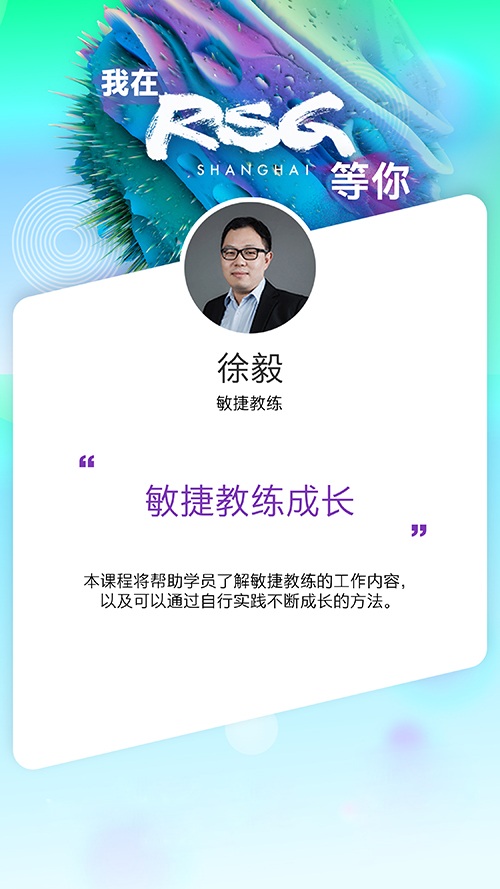 我在
RSG
SHANGHAI
等你
徐毅
敏捷教练
“
敏捷教练成长
”
本课程将帮助学员了解敏捷教练的工作内容，
以及可以通过自行实践不断成长的方法。